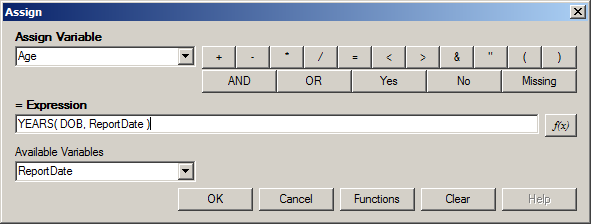 Assign
Assign Variable
Age
+ - * / = < > & " ( )
AND OR Yes No Missing
= Expression
YEARS( DOB, ReportDate )
f(x)
Available Variables
ReportDate
OK Cancel Functions Clear Help